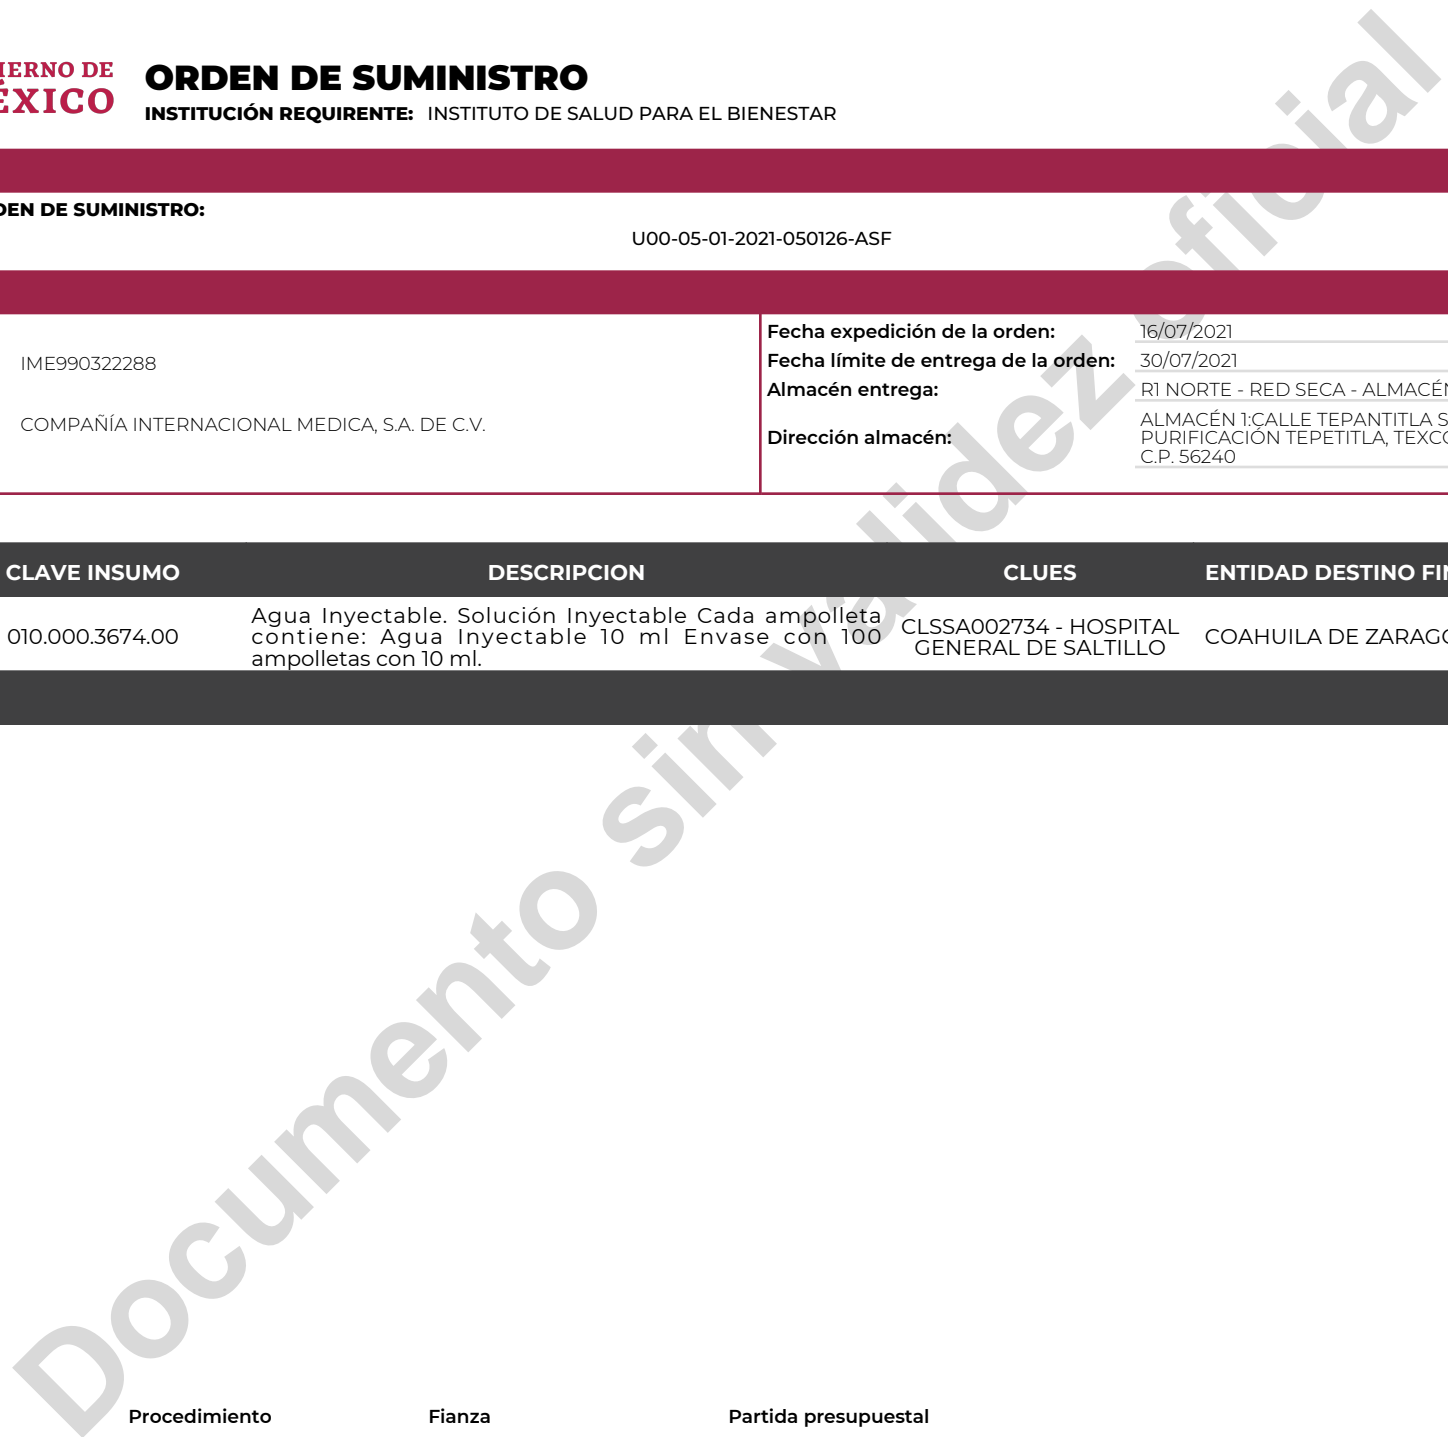 IERNO DE
ÉXICO
ORDEN DE SUMINISTRO
INSTITUCIÓN REQUIRENTE: INSTITUTO DE SALUD PARA EL BIENESTAR
DEN DE SUMINISTRO:
U00-05-01-2021-050126-ASF
IME990322288
COMPAÑÍA INTERNACIONAL MEDICA, S.A. DE C.V.
Fecha expedición de la orden: 16/07/2021
Fecha límite de entrega de la orden: 30/07/2021
Almacén entrega: R1 NORTE - RED SECA - ALMACÉN
Dirección almacén: ALMACÉN 1:CALLE TEPANTITLA S
PURIFICACIÓN TEPETITLA, TEXCO
C.P. 56240
CLAVE INSUMO DESCRIPCION CLUES ENTIDAD DESTINO FIN
010.000.3674.00
Agua Inyectable. Solución Inyectable Cada ampolleta
contiene: Agua Inyectable 10 ml Envase con 100
ampolletas con 10 ml.
CLSSA002734 - HOSPITAL
GENERAL DE SALTILLO
COAHUILA DE ZARAGO
Documento sin validez oficial
Procedimiento Fianza Partida presupuestal